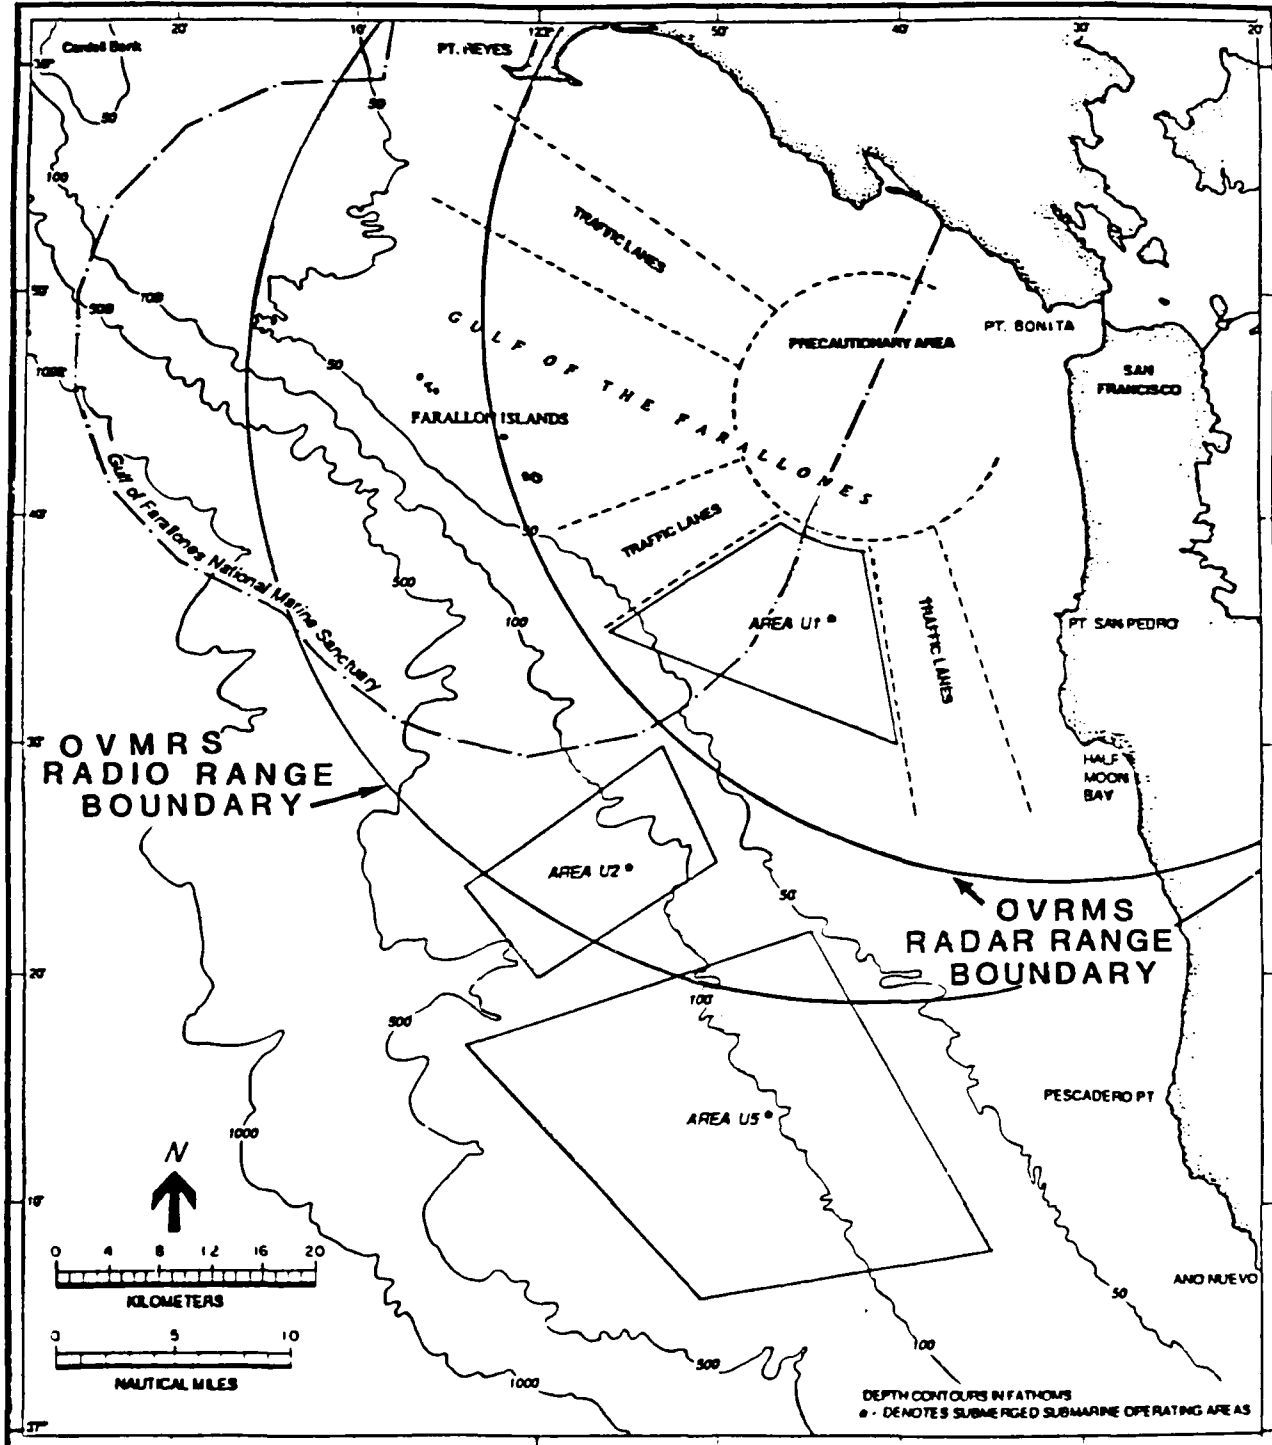 20'
10'
123°
50'
40'
30'
20'
Cordell Bank
PT. REYES
38°
50
50
100
TRAFFIC LANES
50'
100
500
PT. BONITA
PRECAUTIONARY AREA
GULF OF THE FARALLONES
50
SAN
FRANCISCO
1000
FARALLON ISLANDS
Gulf of Farallones National Marine Sanctuary
40'
50
TRAFFIC LANES
500
100
AREA U1
TRAFFIC LANES
PT. SAN PEDRO
30'
OVMRS
RADIO RANGE
BOUNDARY
HALF
MOON
BAY
AREA U2
50
OVRMS
RADAR RANGE
BOUNDARY
20'
100
500
PESCADERO PT
AREA U5
1000
N
10'
0 4 8 12 16 20
KILOMETERS
ANO NUEVO
50
0 5 10
NAUTICAL MILES
100
500
1000
DEPTH CONTOURS IN FATHOMS
• - DENOTES SUBMERGED SUBMARINE OPERATING AREAS
37°